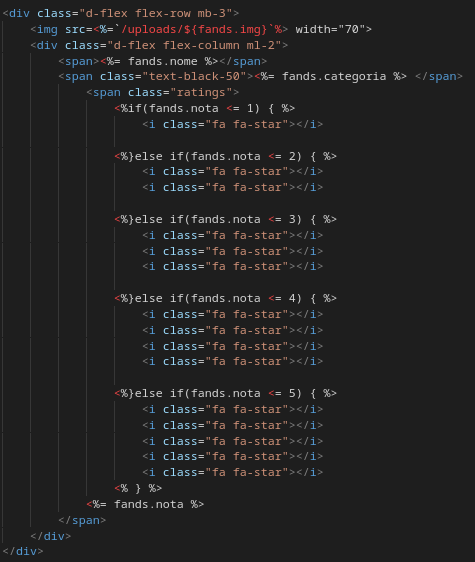 <div class="d-flex flex-row mb-3">
<img src=<%=`/uploads/${fands.img}`%> width="70">
<div class="d-flex flex-column ml-2">
<span><%= fands.nome %></span>
<span class="text-black-50"><%= fands.categoria %> </span>
<span class="ratings">
<%if(fands.nota <= 1) { %>
<i class="fa fa-star"></i>
<%}else if(fands.nota <= 2) { %>
<i class="fa fa-star"></i>
<i class="fa fa-star"></i>
<%}else if(fands.nota <= 3) { %>
<i class="fa fa-star"></i>
<i class="fa fa-star"></i>
<i class="fa fa-star"></i>
<%}else if(fands.nota <= 4) { %>
<i class="fa fa-star"></i>
<i class="fa fa-star"></i>
<i class="fa fa-star"></i>
<i class="fa fa-star"></i>
<%}else if(fands.nota <= 5) { %>
<i class="fa fa-star"></i>
<i class="fa fa-star"></i>
<i class="fa fa-star"></i>
<i class="fa fa-star"></i>
<i class="fa fa-star"></i>
<% } %>
<%= fands.nota %>
</span>
</div>
</div>